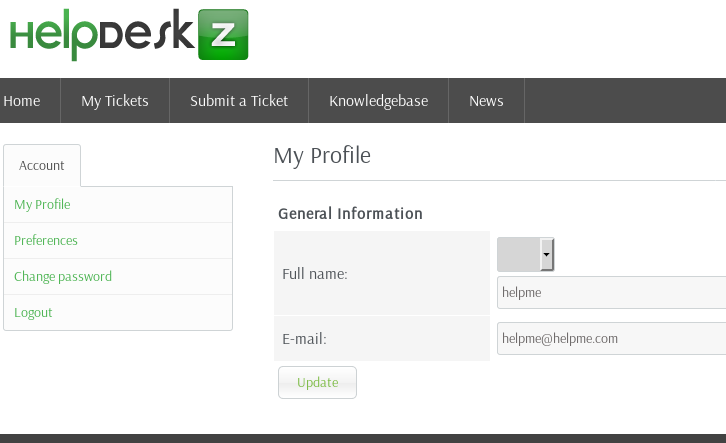 HelpDesk Z
Home My Tickets Submit a Ticket Knowledgebase News
Account
My Profile
Preferences
Change password
Logout
My Profile
General Information
Full name:
helpme
E-mail: helpme@helpme.com
Update